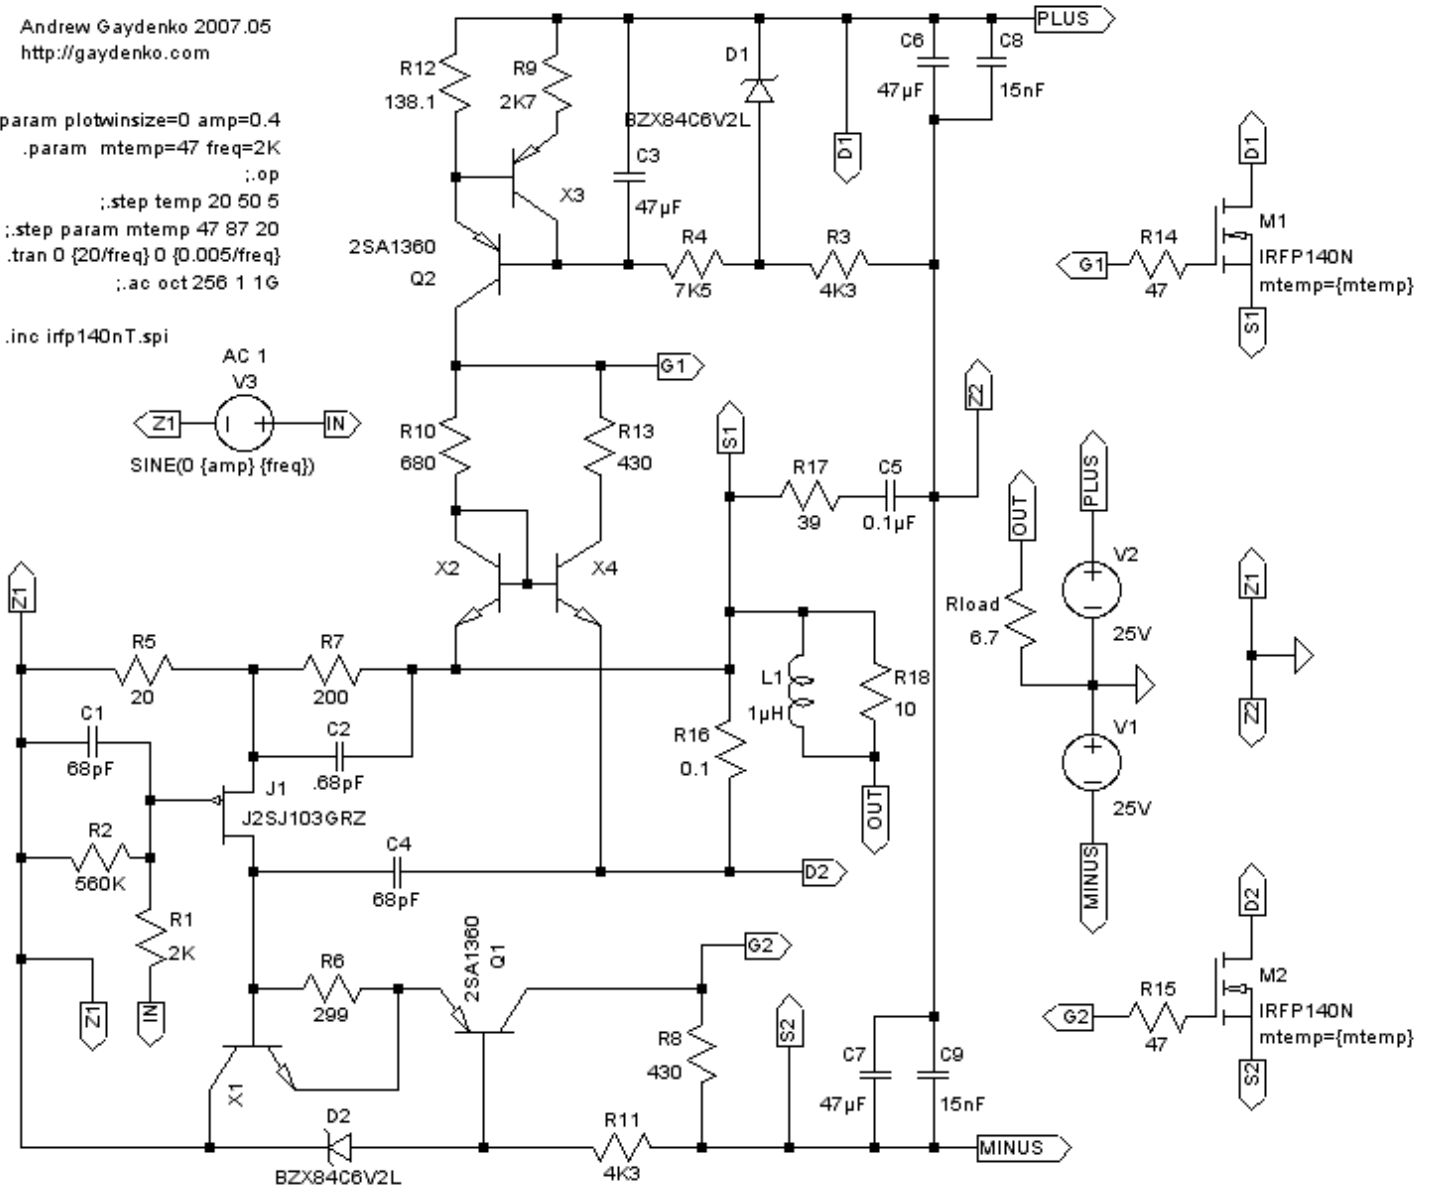 Andrew Gaydenko 2007.05
http://gaydenko.com
param plotwinsize=0 amp=0.4
.param mtemp=47 freq=2K
;.op
;.step temp 20 50 5
;.step param mtemp 47 87 20
.tran 0 {20/freq} 0 {0.005/freq}
;.ac oct 256 1 1G
.inc irfp140nT.spi
AC 1
V3
Z1
IN
SINE(0 {amp} {freq})
PLUS
R12
138.1
R9
2K7
D1
BZX84C6V2L
C6
47µF
C8
15nF
D1
C3
47µF
X3
2SA1360
Q2
R4
7K5
R3
4K3
D1
M1
G1
R14
47
IRFP140N
mtemp={mtemp}
S1
G1
R10
680
R13
430
S1
Z2
R17
39
C5
0.1µF
X2
X4
OUT
PLUS
V2
25V
Rload
6.7
Z1
Z2
V1
25V
MINUS
Z1
R5
20
R7
200
C1
68pF
C2
.68pF
L1
1µH
R18
10
R16
0.1
OUT
J1
J2SJ103GRZ
R2
560K
C4
68pF
D2
R1
2K
Z1
IN
R6
299
2SA1360
Q1
G2
R8
430
S2
C7
47µF
C9
15nF
X1
D2
BZX84C6V2L
R11
4K3
MINUS
D2
M2
G2
R15
47
IRFP140N
mtemp={mtemp}
S2